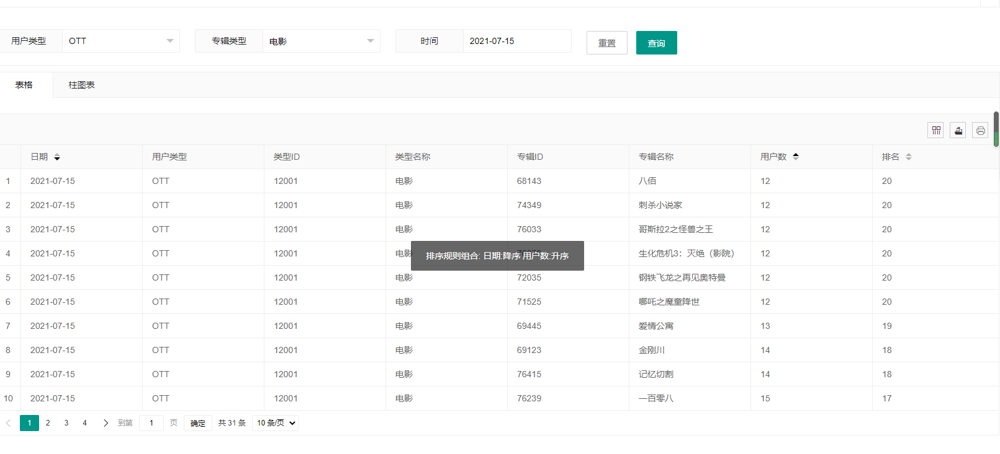 用户类型 OTT 专辑类型 电影 时间 2021-07-15 重置 查询
表格 柱图表
日期 用户类型 类型ID 类型名称 专辑ID 专辑名称 用户数 排名
1 2021-07-15 OTT 12001 电影 68143 八佰 12 20
2 2021-07-15 OTT 12001 电影 74349 刺杀小说家 12 20
3 2021-07-15 OTT 12001 电影 76033 哥斯拉2之怪兽之王 12 20
4 2021-07-15 OTT 12001 电影 生化危机3：灭绝（影院） 12 20
排序规则组合: 日期:降序 用户数:升序
5 2021-07-15 OTT 12001 电影 72035 钢铁飞龙之再见奥特曼 12 20
6 2021-07-15 OTT 12001 电影 71525 哪吒之魔童降世 12 20
7 2021-07-15 OTT 12001 电影 69445 爱情公寓 13 19
8 2021-07-15 OTT 12001 电影 69123 金刚川 14 18
9 2021-07-15 OTT 12001 电影 76415 记忆切割 14 18
10 2021-07-15 OTT 12001 电影 76239 一百零八 15 17
1 2 3 4 到第 1 页 确定 共 31 条 10 条/页